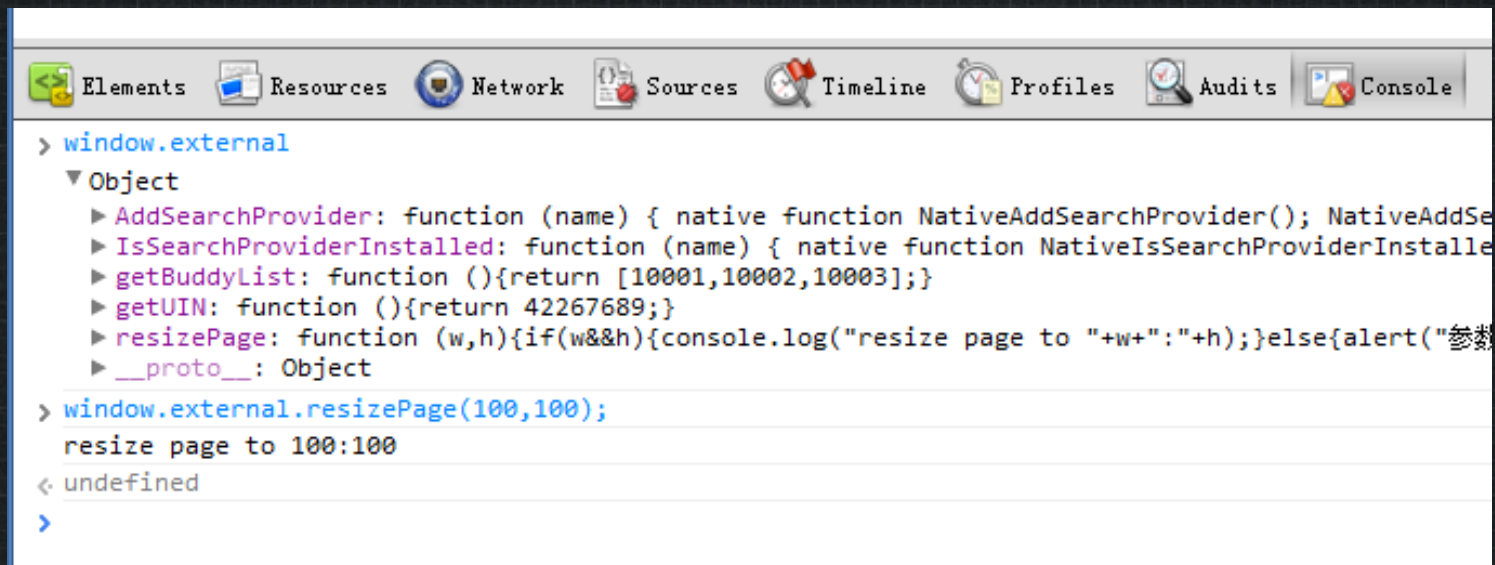 Elements Resources Network Sources Timeline Profiles Audits Console
window.external
Object
AddSearchProvider: function (name) { native function NativeAddSearchProvider(); NativeAddSe
IsSearchProviderInstalled: function (name) { native function NativeIsSearchProviderInstalle
getBuddyList: function (){return [10001,10002,10003];}
getUIN: function (){return 42267689;}
resizePage: function (w,h){if(w&&h){console.log("resize page to "+w+":"+h);}else{alert("参数
__proto__: Object
window.external.resizePage(100,100);
resize page to 100:100
undefined